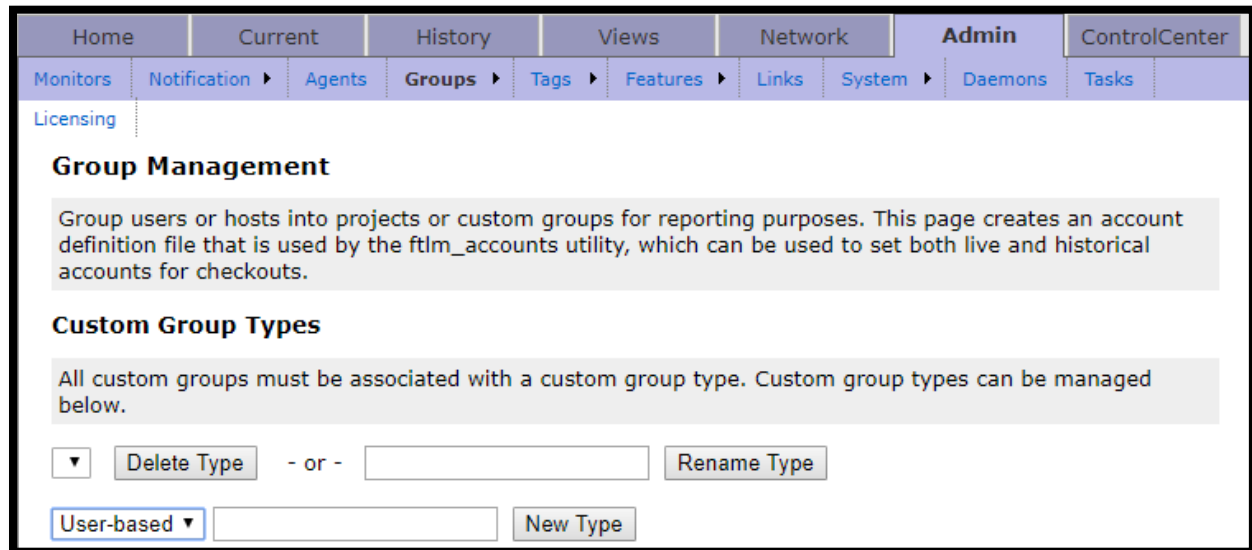 Home Current History Views Network Admin ControlCenter
Monitors Notification Agents Groups Tags Features Links System Daemons Tasks
Licensing
Group Management
Group users or hosts into projects or custom groups for reporting purposes. This page creates an account
definition file that is used by the ftlm_accounts utility, which can be used to set both live and historical
accounts for checkouts.
Custom Group Types
All custom groups must be associated with a custom group type. Custom group types can be managed
below.
Delete Type - or - Rename Type
User-based New Type